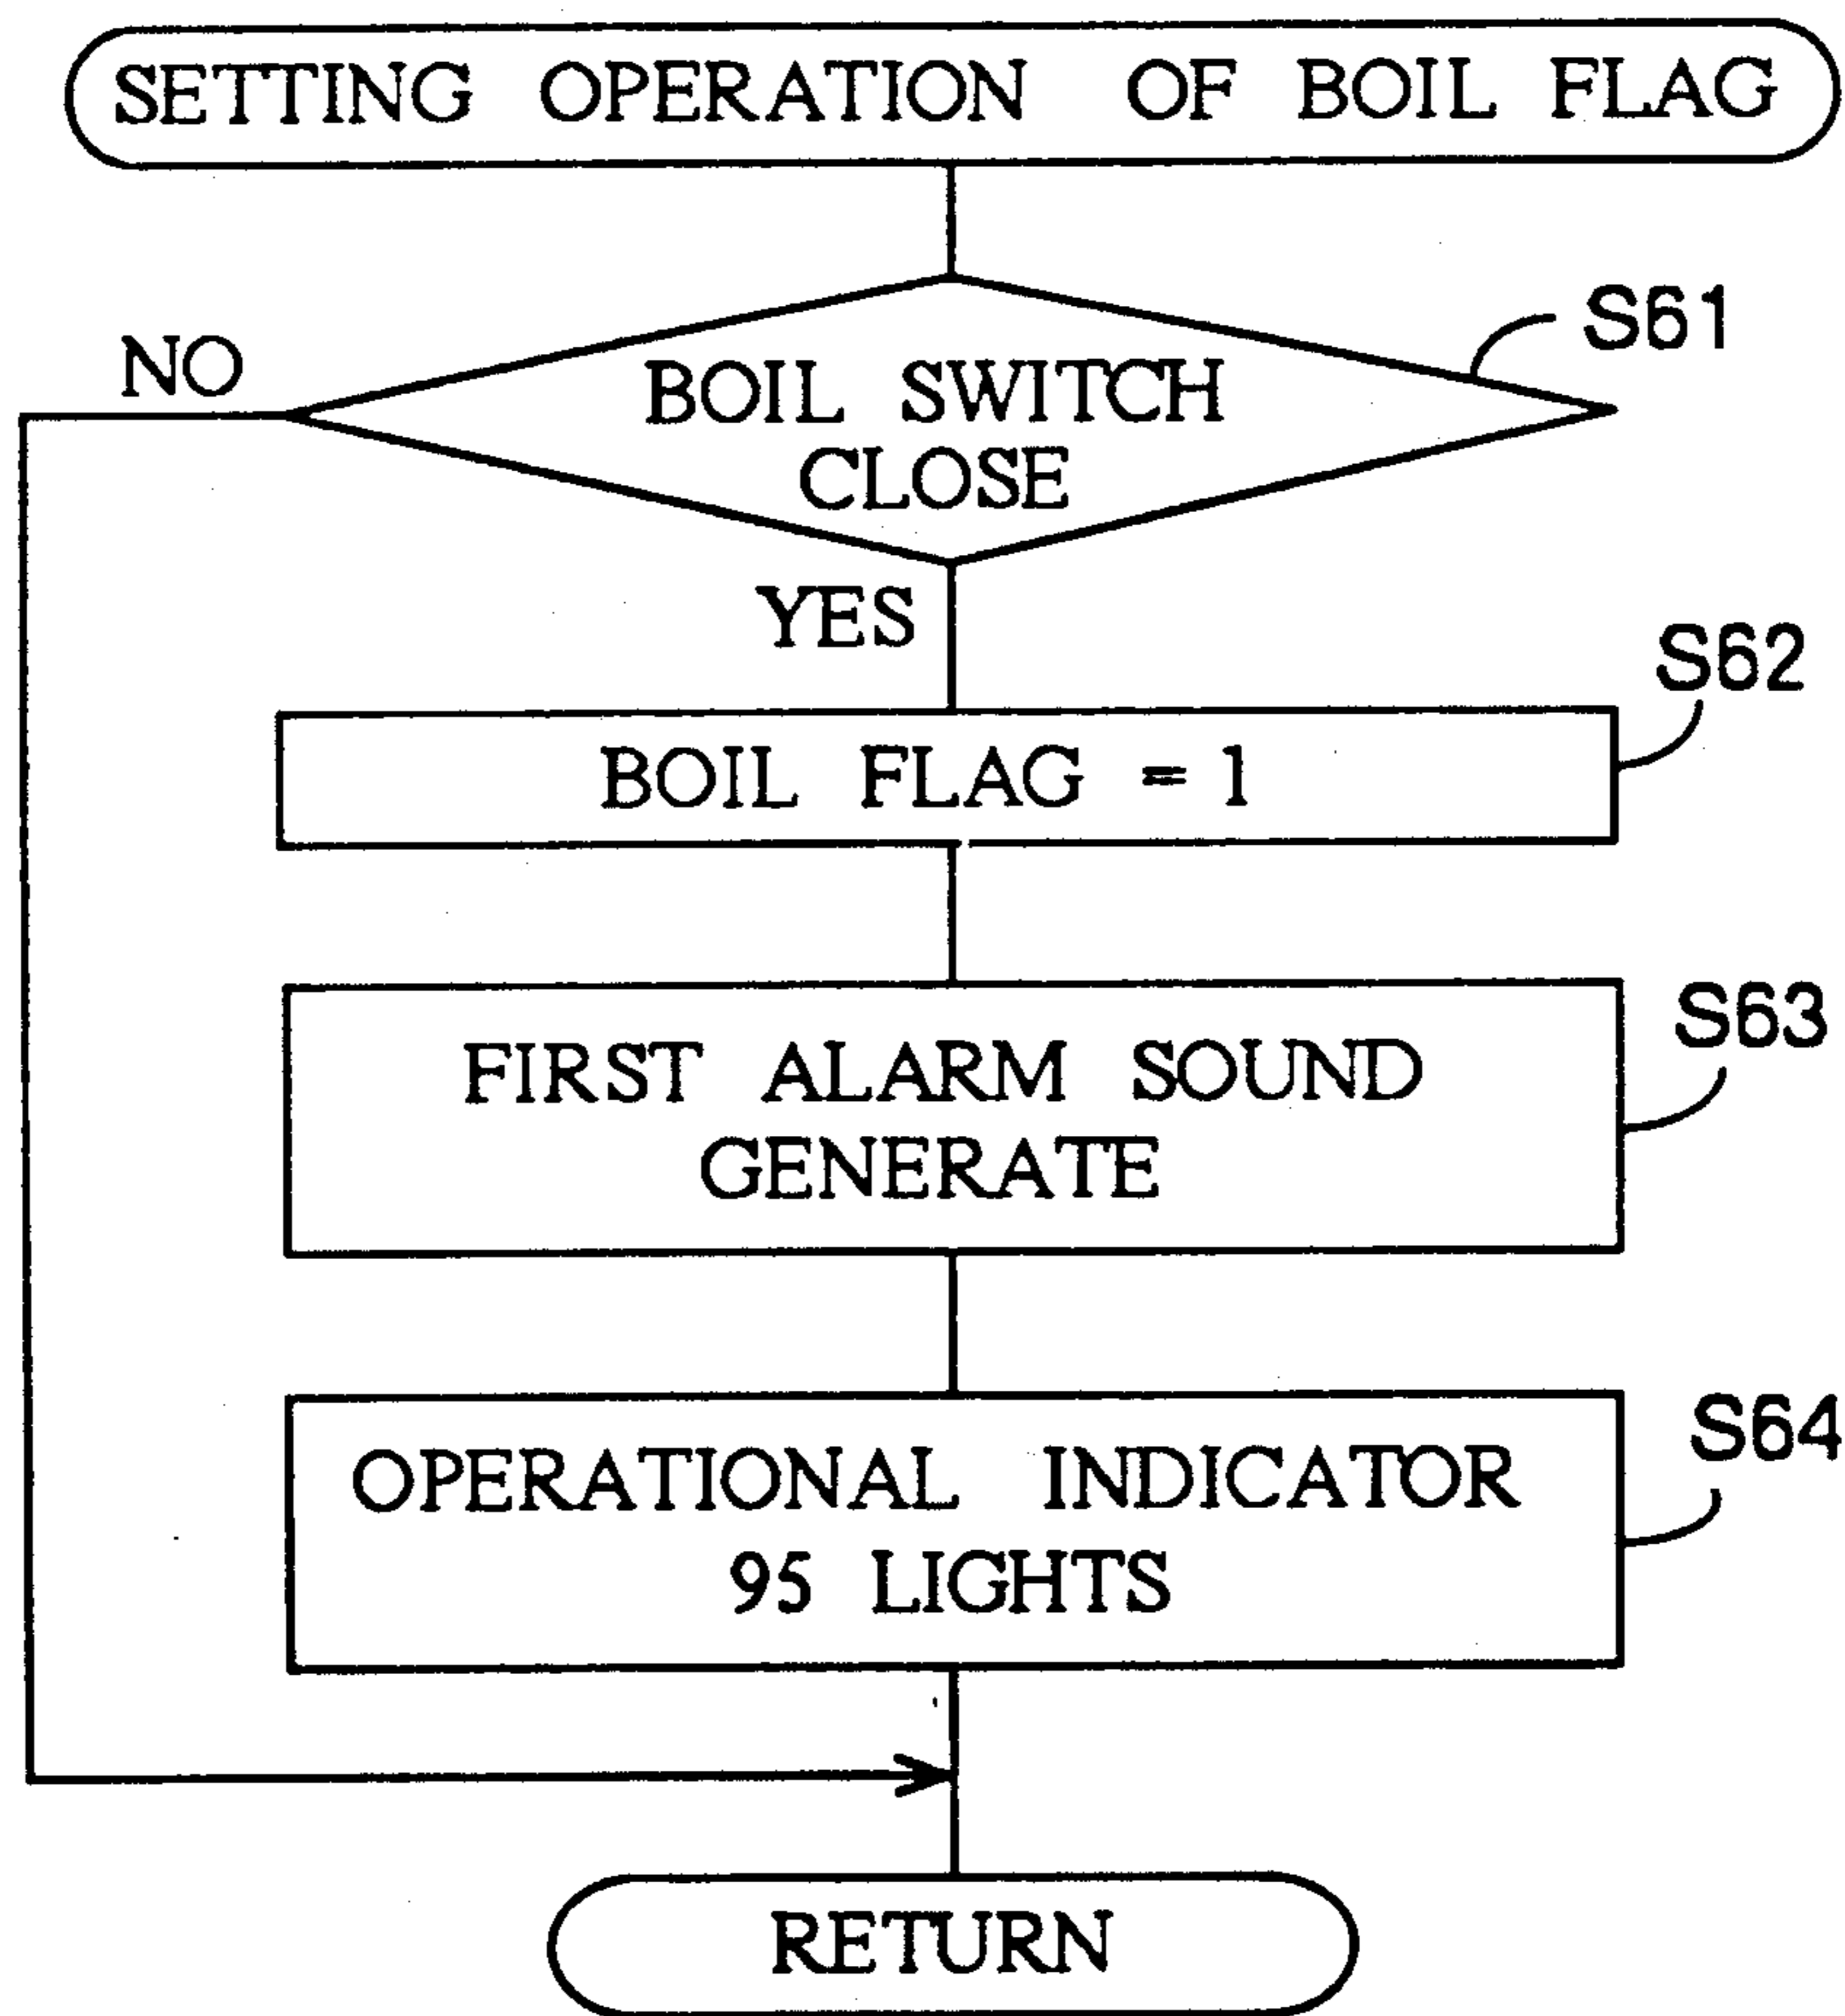 SETTING OPERATION OF BOIL FLAG
S61
NO
BOIL SWITCH
CLOSE
YES
S62
BOIL FLAG = 1
S63
FIRST ALARM SOUND
GENERATE
S64
OPERATIONAL INDICATOR
95 LIGHTS
RETURN